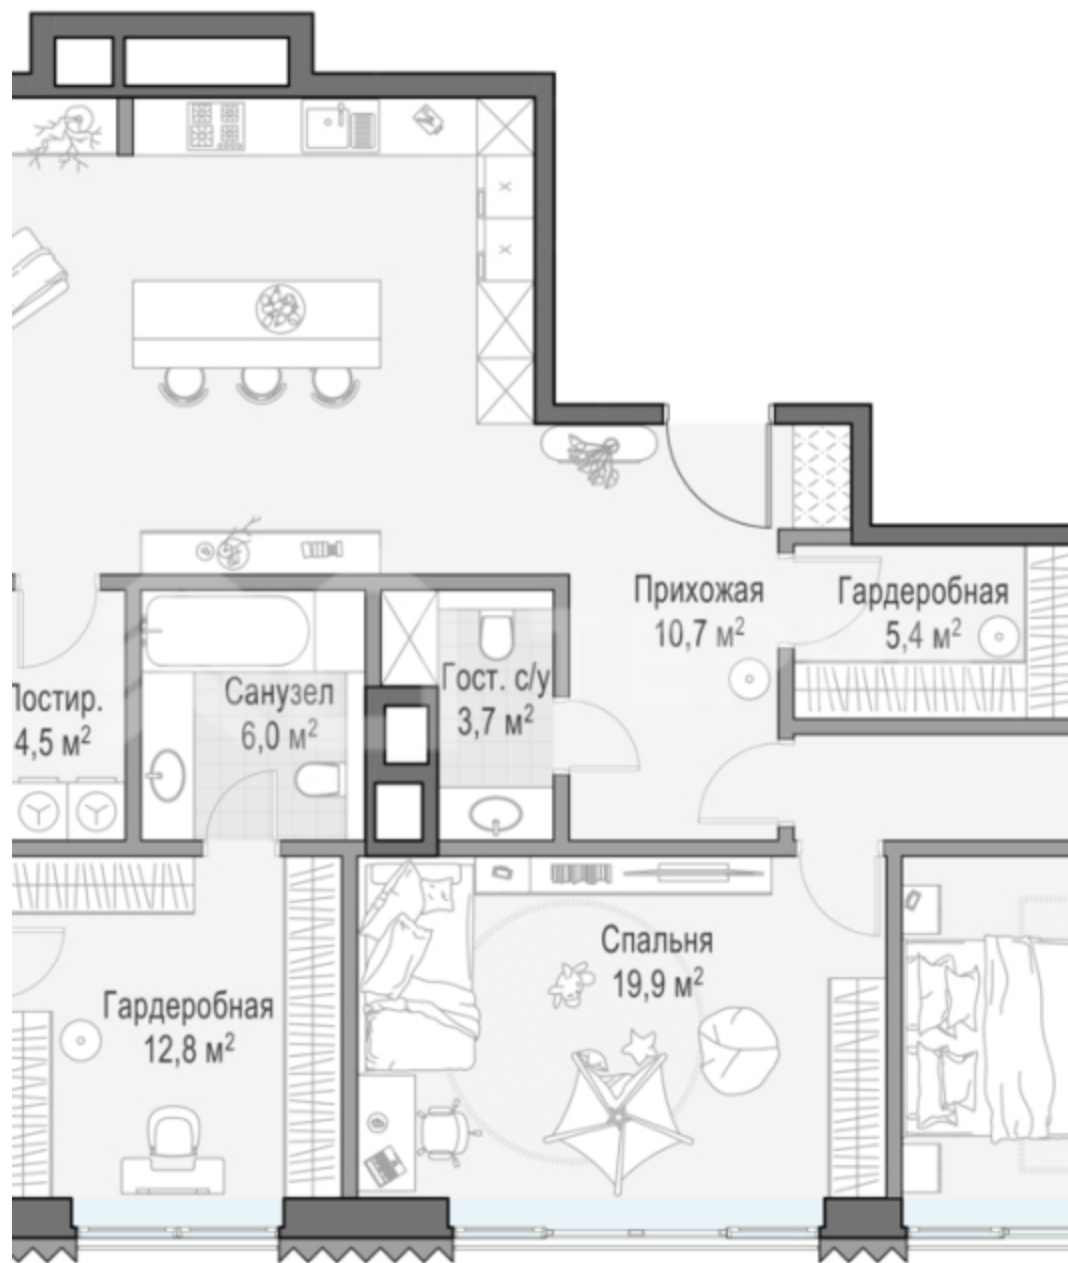 Прихожая
10,7 м²
Гардеробная
5,4 м²
Постир.
4,5 м²
Санузел
6,0 м²
Гост. с/у
3,7 м²
Гардеробная
12,8 м²
Спальня
19,9 м²